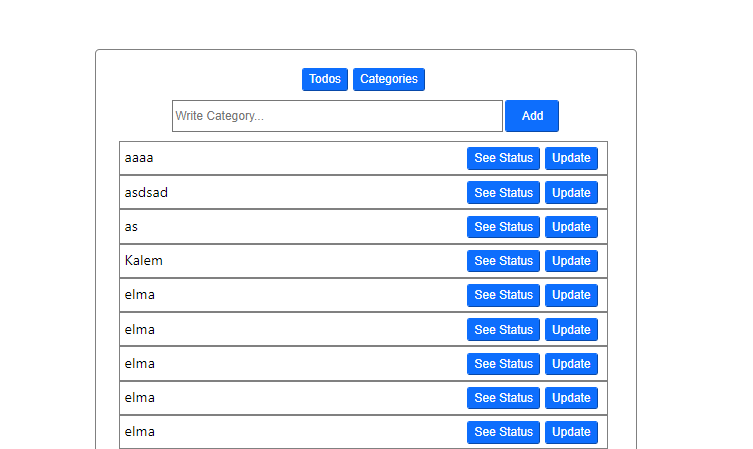 Todos Categories
Write Category... Add
aaaa See Status Update
asdsad See Status Update
as See Status Update
Kalem See Status Update
elma See Status Update
elma See Status Update
elma See Status Update
elma See Status Update
elma See Status Update